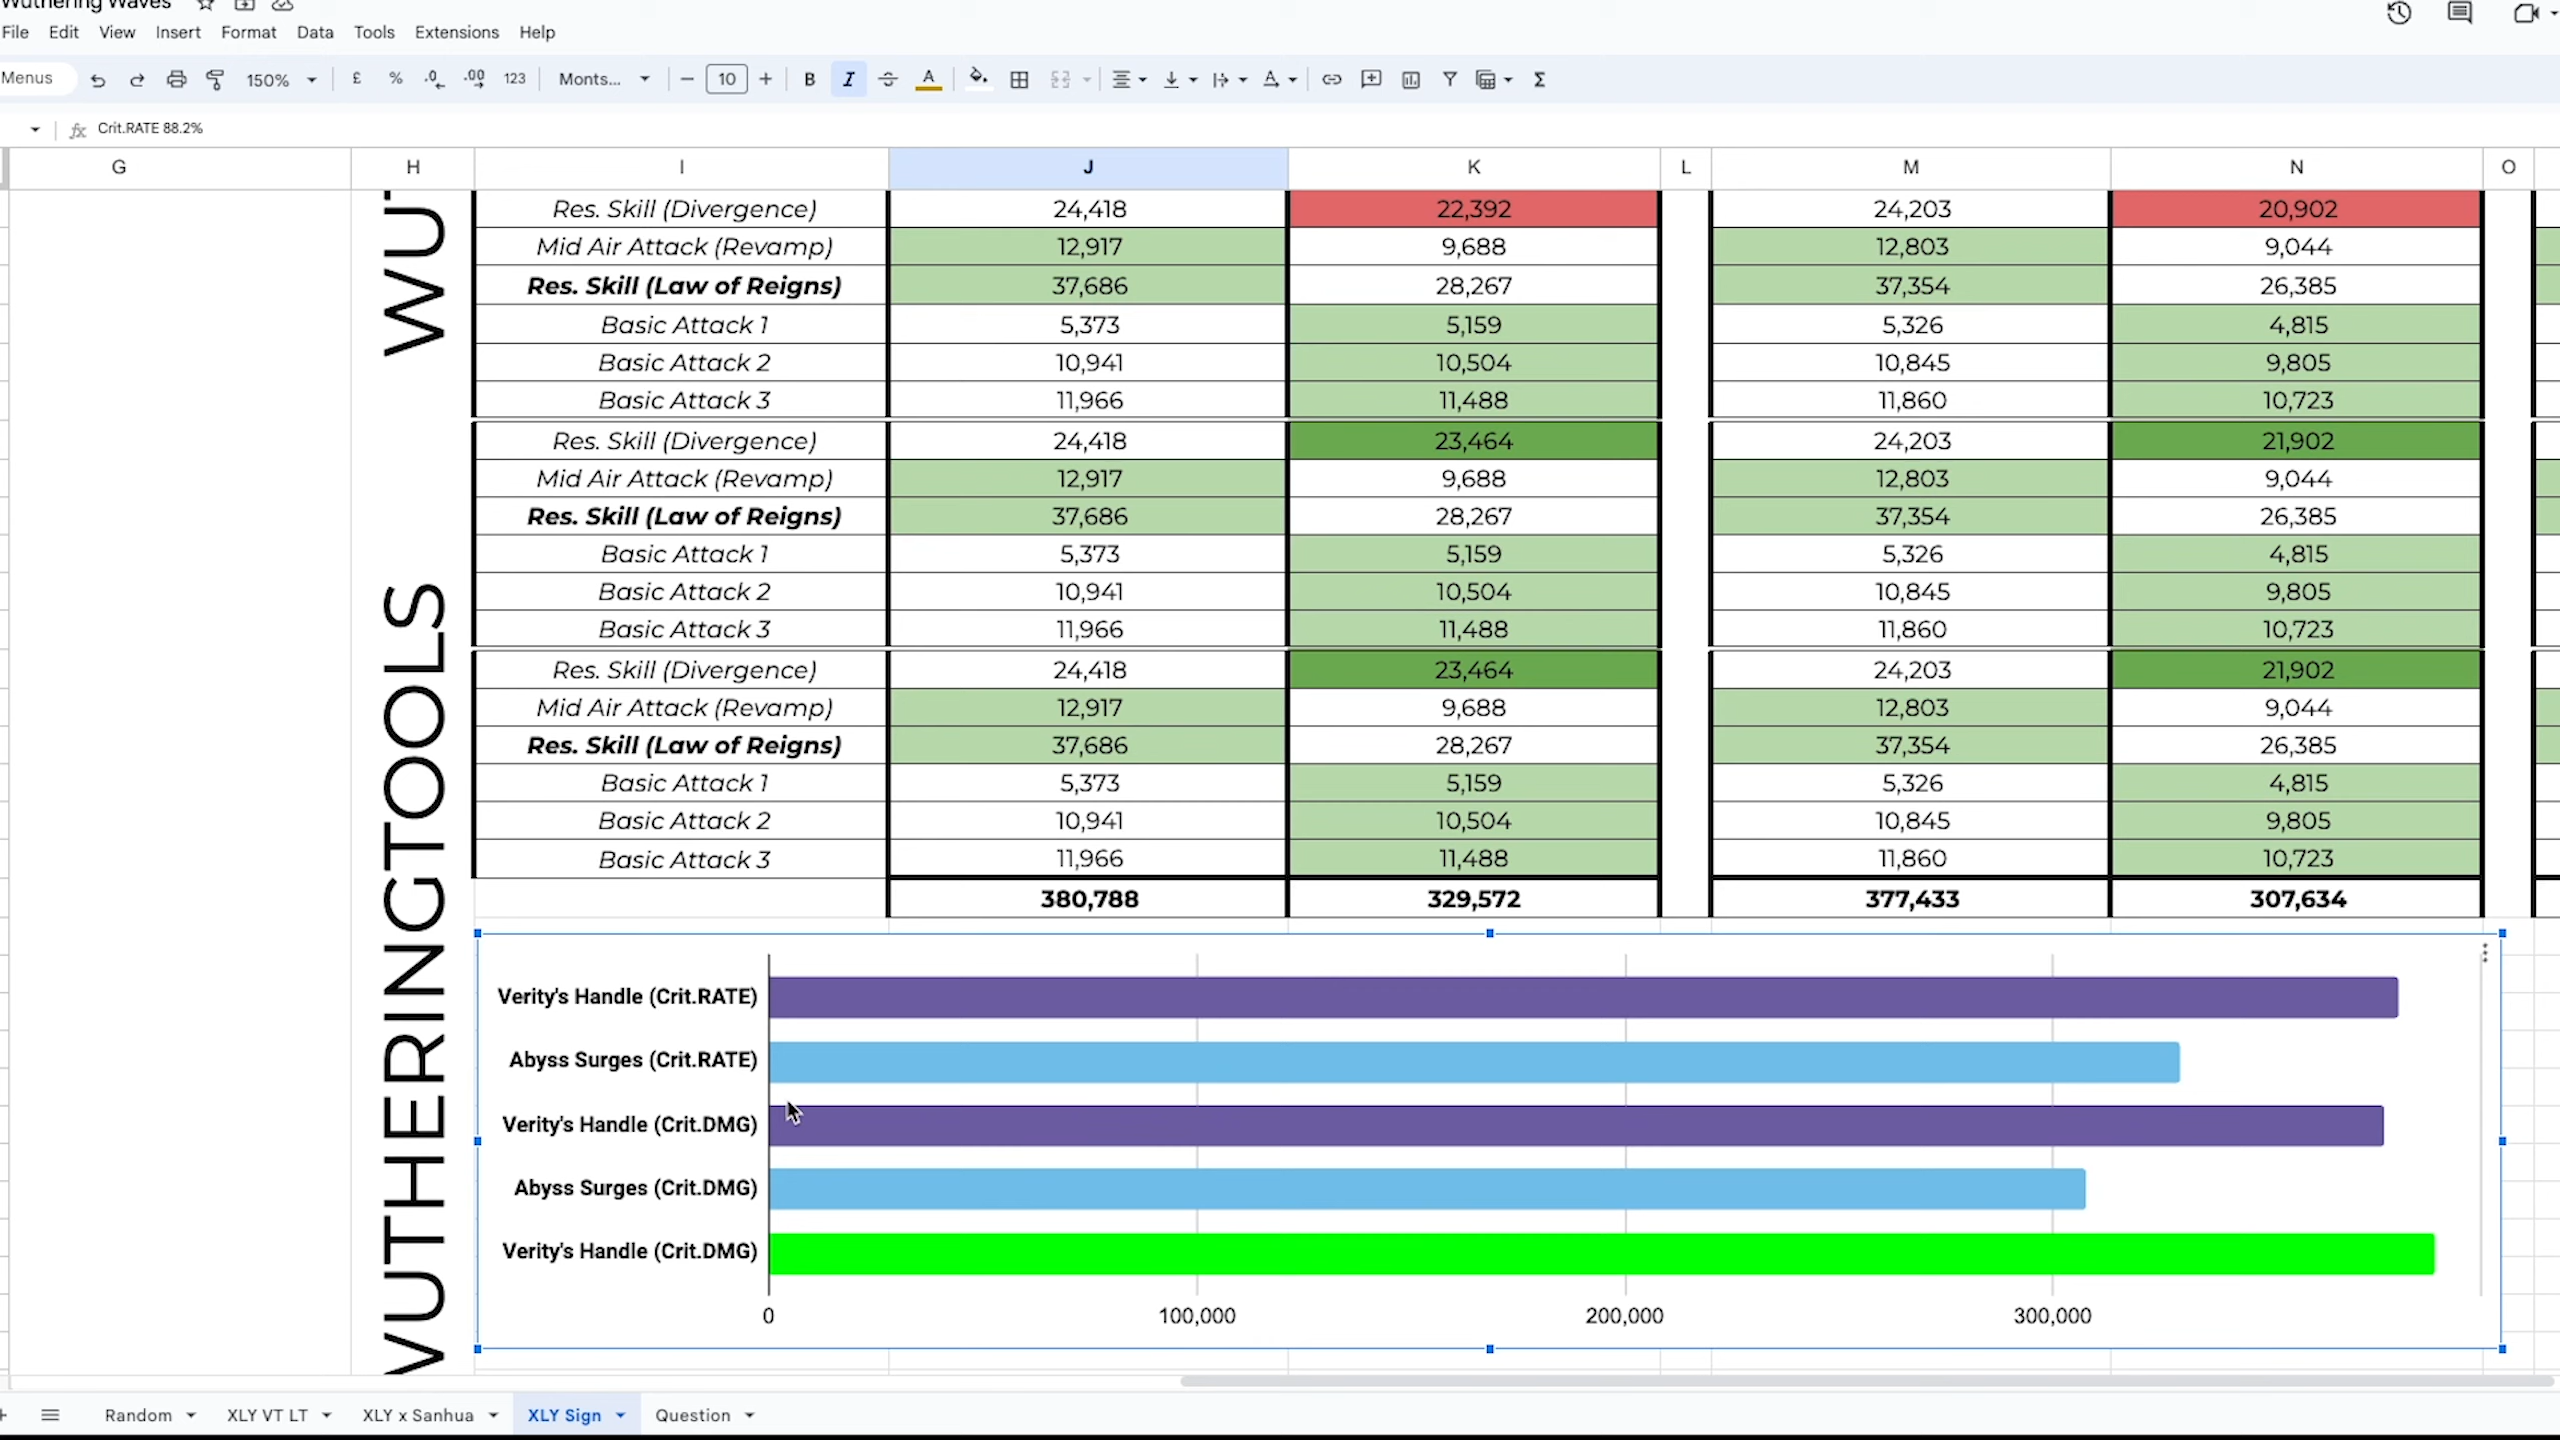 Wuthering Waves
File Edit View Insert Format Data Tools Extensions Help
Menus 150% £ % .0 .00 123 Monts... 10 B I A Σ
fx Crit.RATE 88.2%
G H I J K L M N O
Res. Skill (Divergence) 24,418 22,392 24,203 20,902
Mid Air Attack (Revamp) 12,917 9,688 12,803 9,044
Res. Skill (Law of Reigns) 37,686 28,267 37,354 26,385
Basic Attack 1 5,373 5,159 5,326 4,815
Basic Attack 2 10,941 10,504 10,845 9,805
Basic Attack 3 11,966 11,488 11,860 10,723
Res. Skill (Divergence) 24,418 23,464 24,203 21,902
Mid Air Attack (Revamp) 12,917 9,688 12,803 9,044
Res. Skill (Law of Reigns) 37,686 28,267 37,354 26,385
Basic Attack 1 5,373 5,159 5,326 4,815
Basic Attack 2 10,941 10,504 10,845 9,805
Basic Attack 3 11,966 11,488 11,860 10,723
Res. Skill (Divergence) 24,418 23,464 24,203 21,902
Mid Air Attack (Revamp) 12,917 9,688 12,803 9,044
Res. Skill (Law of Reigns) 37,686 28,267 37,354 26,385
Basic Attack 1 5,373 5,159 5,326 4,815
Basic Attack 2 10,941 10,504 10,845 9,805
Basic Attack 3 11,966 11,488 11,860 10,723
380,788 329,572 377,433 307,634
WUTHERINGTOOLS
WUT
Verity's Handle (Crit.RATE)
Abyss Surges (Crit.RATE)
Verity's Handle (Crit.DMG)
Abyss Surges (Crit.DMG)
Verity's Handle (Crit.DMG)
0 100,000 200,000 300,000
Random XLY VT LT XLY x Sanhua XLY Sign Question